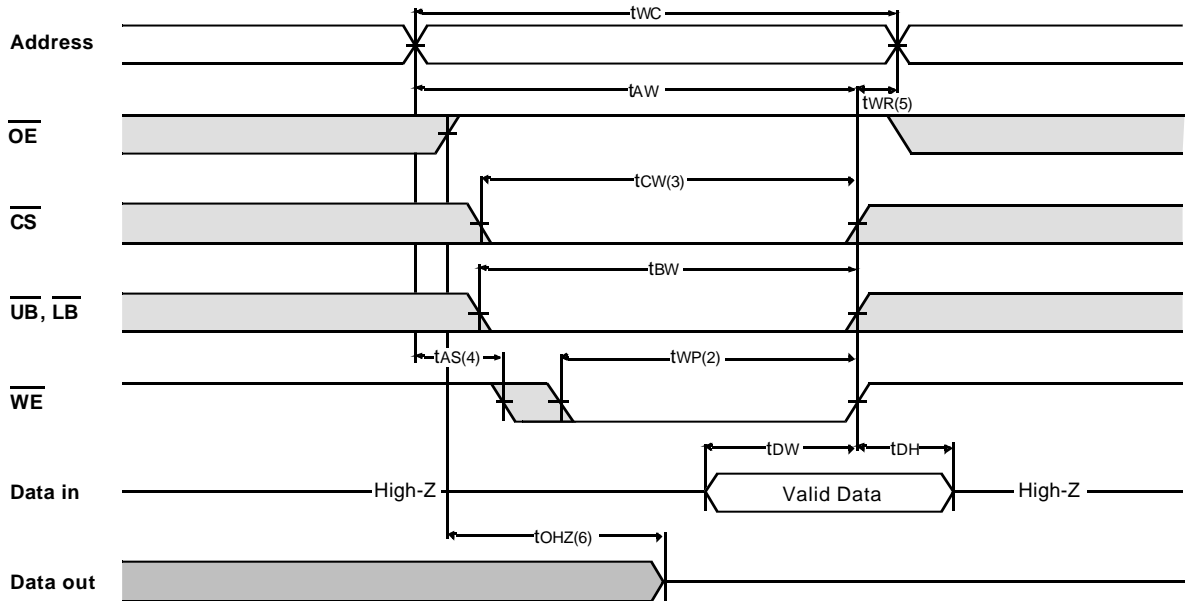 tWC
Address
tAW
tWR(5)
OE
tCW(3)
CS
tBW
UB, LB
tAS(4)
tWP(2)
WE
tDW
tDH
Data in
High-Z
Valid Data
High-Z
tOHZ(6)
Data out